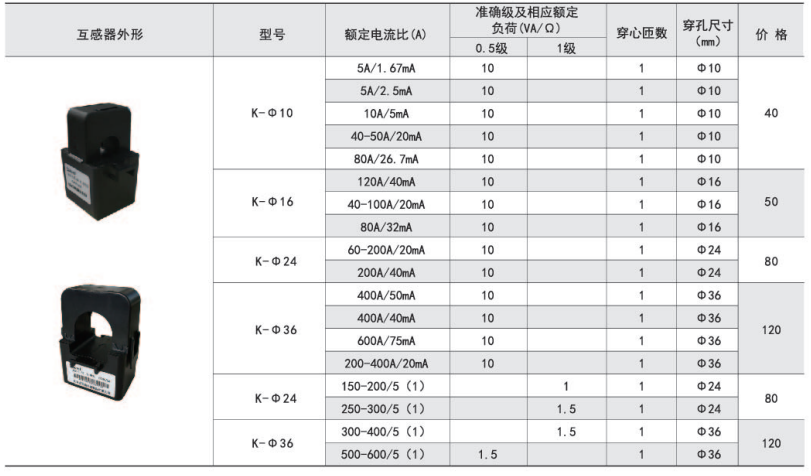 互感器外形 型号 额定电流比(A) 准确级及相应额定负荷(VA/Ω) 穿心匝数 穿孔尺寸(mm) 价 格
0.5级 1级
K-Φ10 5A/1.67mA 10 1 Φ10 40
5A/2.5mA 10 1 Φ10
10A/5mA 10 1 Φ10
40-50A/20mA 10 1 Φ10
80A/26.7mA 10 1 Φ10
K-Φ16 120A/40mA 10 1 Φ16 50
40-100A/20mA 10 1 Φ16
80A/32mA 10 1 Φ16
K-Φ24 60-200A/20mA 10 1 Φ24 80
200A/40mA 10 1 Φ24
K-Φ36 400A/50mA 10 1 Φ36 120
400A/40mA 10 1 Φ36
600A/75mA 10 1 Φ36
200-400A/20mA 10 1 Φ36
K-Φ24 150-200/5（1） 1 1 Φ24 80
250-300/5（1） 1.5 1 Φ24
K-Φ36 300-400/5（1） 1.5 1 Φ36 120
500-600/5（1） 1.5 1 Φ36